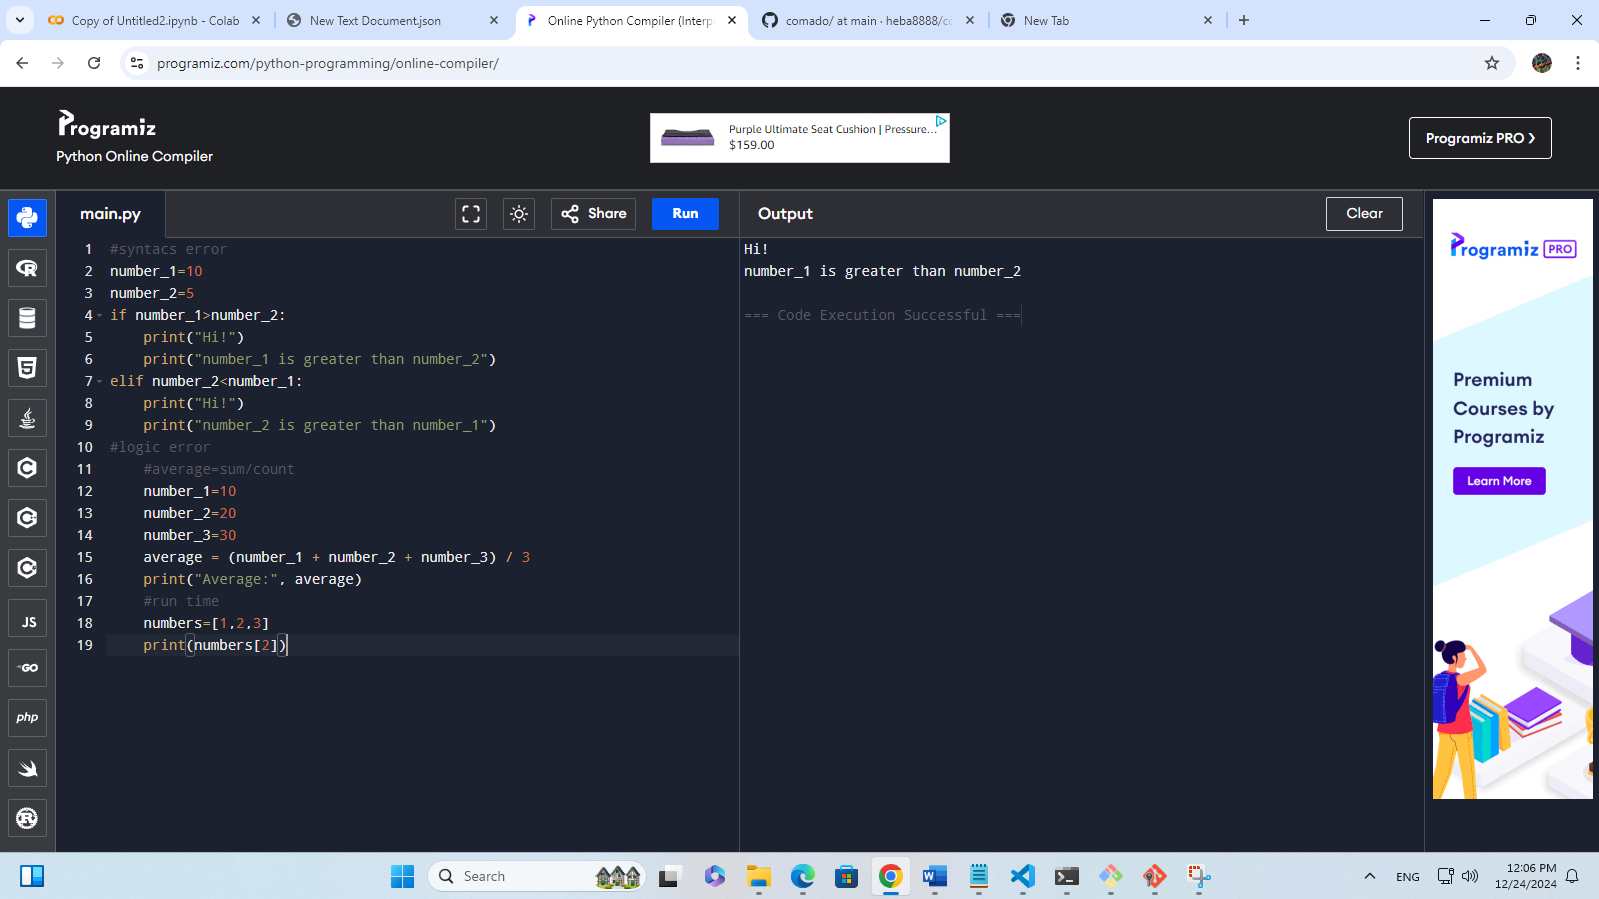 Copy of Untitled2.ipynb - Colab
New Text Document.json
Online Python Compiler (Interp
comado/ at main · heba8888/co
New Tab
programiz.com/python-programming/online-compiler/
Programiz
Python Online Compiler
Purple Ultimate Seat Cushion | Pressure...
$159.00
Programiz PRO ❯
main.py
Share
Run
Output
Clear
1 #syntacs error
2 number_1=10
3 number_2=5
4 if number_1>number_2:
5 print("Hi!")
6 print("number_1 is greater than number_2")
7 elif number_2<number_1:
8 print("Hi!")
9 print("number_2 is greater than number_1")
10 #logic error
11 #average=sum/count
12 number_1=10
13 number_2=20
14 number_3=30
15 average = (number_1 + number_2 + number_3) / 3
16 print("Average:", average)
17 #run time
18 numbers=[1,2,3]
19 print(numbers[2])
Hi!
number_1 is greater than number_2
=== Code Execution Successful ===
R
5
C
C
C
JS
GO
php
R
Programiz PRO
Premium
Courses by
Programiz
Learn More
Search
W
ENG
12:06 PM
12/24/2024